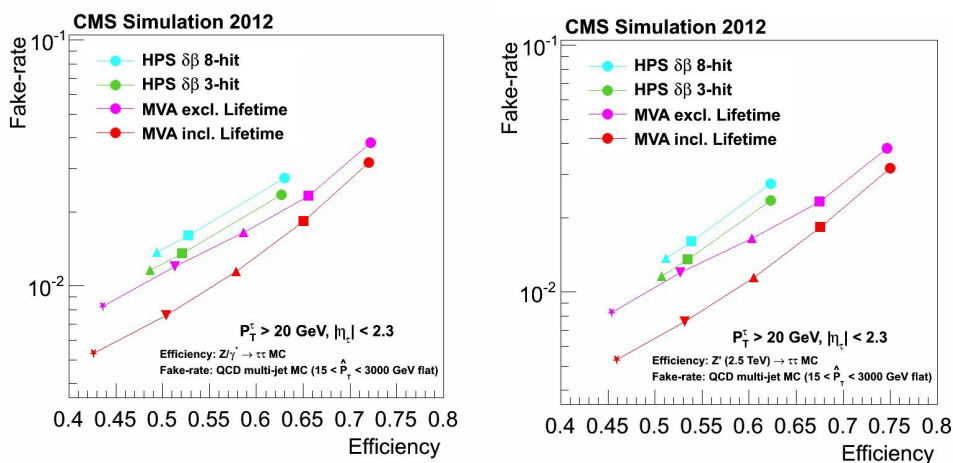 CMS Simulation 2012
Fake-rate
10⁻¹
HPS δβ 8-hit
HPS δβ 3-hit
MVA excl. Lifetime
MVA incl. Lifetime
10⁻²
P_T^τ > 20 GeV, |η_τ| < 2.3
Efficiency: Z/γ* → ττ MC
Fake-rate: QCD multi-jet MC (15 < P̂_T < 3000 GeV flat)
0.4 0.45 0.5 0.55 0.6 0.65 0.7 0.75 0.8
Efficiency
CMS Simulation 2012
Fake-rate
10⁻¹
HPS δβ 8-hit
HPS δβ 3-hit
MVA excl. Lifetime
MVA incl. Lifetime
10⁻²
P_T^τ > 20 GeV, |η_τ| < 2.3
Efficiency: Z' (2.5 TeV) → ττ MC
Fake-rate: QCD multi-jet MC (15 < P̂_T < 3000 GeV flat)
0.4 0.45 0.5 0.55 0.6 0.65 0.7 0.75 0.8
Efficiency